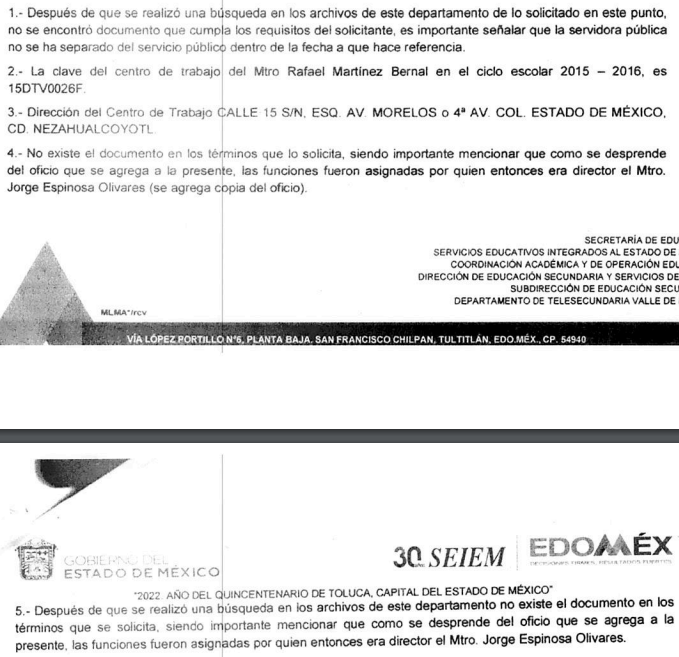 1.- Después de que se realizó una búsqueda en los archivos de este departamento de lo solicitado en este punto,
no se encontró documento que cumpla los requisitos del solicitante, es importante señalar que la servidora pública
no se ha separado del servicio público dentro de la fecha a que hace referencia.
2.- La clave del centro de trabajo del Mtro Rafael Martínez Bernal en el ciclo escolar 2015 – 2016, es
15DTV0026F.
3.- Dirección del Centro de Trabajo CALLE 15 S/N, ESQ. AV. MORELOS o 4ª AV. COL. ESTADO DE MÉXICO,
CD. NEZAHUALCOYOTL.
4.- No existe el documento en los términos que lo solicita, siendo importante mencionar que como se desprende
del oficio que se agrega a la presente, las funciones fueron asignadas por quien entonces era director el Mtro.
Jorge Espinosa Olivares (se agrega copia del oficio).
SECRETARÍA DE EDU
SERVICIOS EDUCATIVOS INTEGRADOS AL ESTADO DE
COORDINACIÓN ACADÉMICA Y DE OPERACIÓN EDU
DIRECCIÓN DE EDUCACIÓN SECUNDARIA Y SERVICIOS DE
SUBDIRECCIÓN DE EDUCACIÓN SECU
DEPARTAMENTO DE TELESECUNDARIA VALLE DE
MLMA*/rcv
VÍA LÓPEZ PORTILLO N°6, PLANTA BAJA, SAN FRANCISCO CHILPAN, TULTITLÁN, EDO.MÉX., CP. 54940
GOBIERNO DEL
ESTADO DE MÉXICO
30 SEIEM
EDOMÉX
DECISIONES FIRMES, RESULTADOS FUERTES
"2022. AÑO DEL QUINCENTENARIO DE TOLUCA, CAPITAL DEL ESTADO DE MÉXICO"
5.- Después de que se realizó una búsqueda en los archivos de este departamento no existe el documento en los
términos que se solicita, siendo importante mencionar que como se desprende del oficio que se agrega a la
presente, las funciones fueron asignadas por quien entonces era director el Mtro. Jorge Espinosa Olivares.